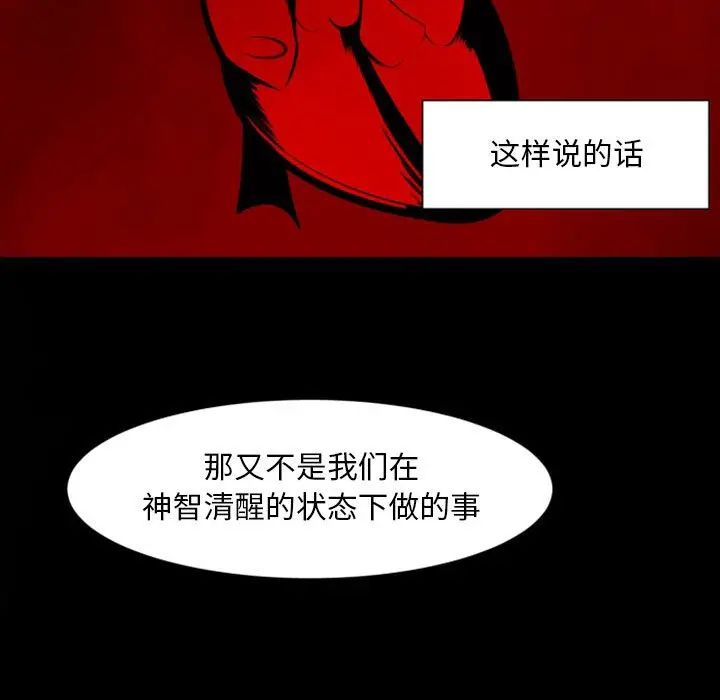 这样说的话
那又不是我们在
神智清醒的状态下做的事